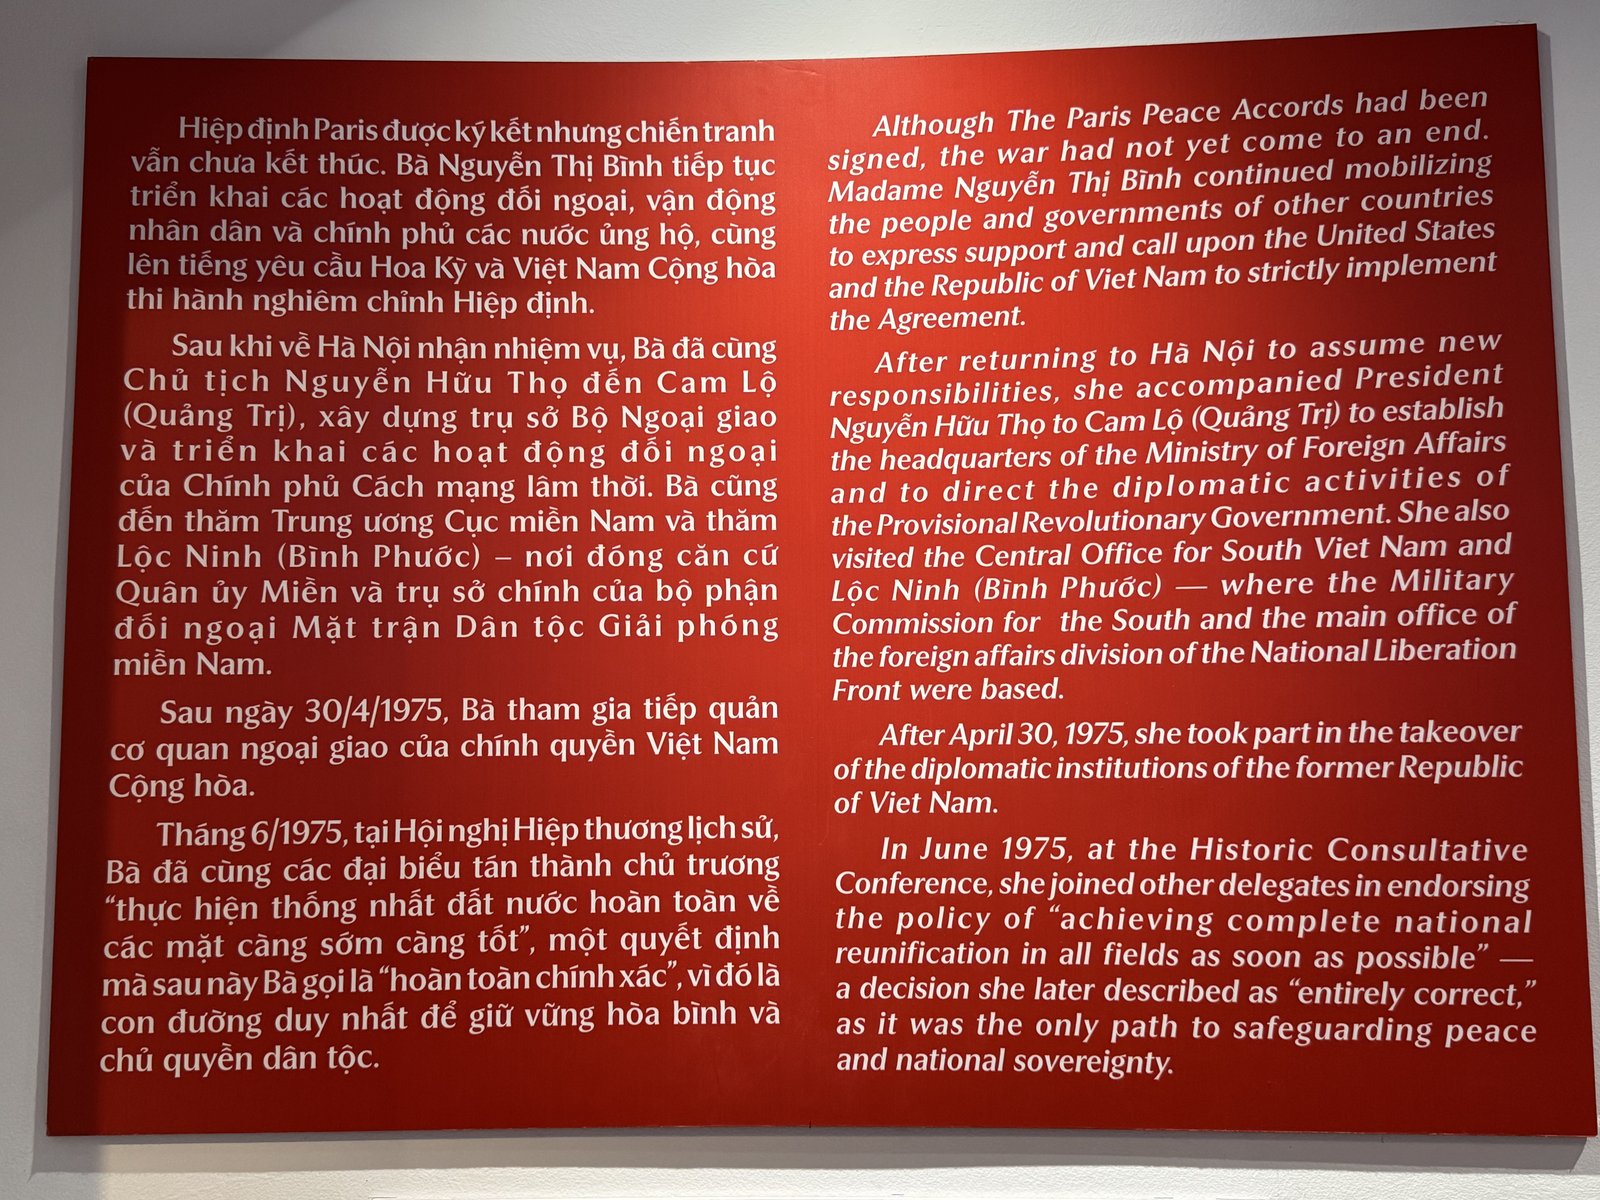 Hiệp định Paris được ký kết nhưng chiến tranh
vẫn chưa kết thúc. Bà Nguyễn Thị Bình tiếp tục
triển khai các hoạt động đối ngoại, vận động
nhân dân và chính phủ các nước ủng hộ, cùng
lên tiếng yêu cầu Hoa Kỳ và Việt Nam Cộng hòa
thi hành nghiêm chỉnh Hiệp định.
Sau khi về Hà Nội nhận nhiệm vụ, Bà đã cùng
Chủ tịch Nguyễn Hữu Thọ đến Cam Lộ
(Quảng Trị), xây dựng trụ sở Bộ Ngoại giao
và triển khai các hoạt động đối ngoại
của Chính phủ Cách mạng lâm thời. Bà cũng
đến thăm Trung ương Cục miền Nam và thăm
Lộc Ninh (Bình Phước) – nơi đóng căn cứ
Quân ủy Miền và trụ sở chính của bộ phận
đối ngoại Mặt trận Dân tộc Giải phóng
miền Nam.
Sau ngày 30/4/1975, Bà tham gia tiếp quản
cơ quan ngoại giao của chính quyền Việt Nam
Cộng hòa.
Tháng 6/1975, tại Hội nghị Hiệp thương lịch sử,
Bà đã cùng các đại biểu tán thành chủ trương
“thực hiện thống nhất đất nước hoàn toàn về
các mặt càng sớm càng tốt”, một quyết định
mà sau này Bà gọi là “hoàn toàn chính xác”, vì đó là
con đường duy nhất để giữ vững hòa bình và
chủ quyền dân tộc.
Although The Paris Peace Accords had been
signed, the war had not yet come to an end.
Madame Nguyễn Thị Bình continued mobilizing
the people and governments of other countries
to express support and call upon the United States
and the Republic of Viet Nam to strictly implement
the Agreement.
After returning to Hà Nội to assume new
responsibilities, she accompanied President
Nguyễn Hữu Thọ to Cam Lộ (Quảng Trị) to establish
the headquarters of the Ministry of Foreign Affairs
and to direct the diplomatic activities of
the Provisional Revolutionary Government. She also
visited the Central Office for South Viet Nam and
Lộc Ninh (Bình Phước) — where the Military
Commission for the South and the main office of
the foreign affairs division of the National Liberation
Front were based.
After April 30, 1975, she took part in the takeover
of the diplomatic institutions of the former Republic
of Viet Nam.
In June 1975, at the Historic Consultative
Conference, she joined other delegates in endorsing
the policy of “achieving complete national
reunification in all fields as soon as possible” —
a decision she later described as “entirely correct,”
as it was the only path to safeguarding peace
and national sovereignty.